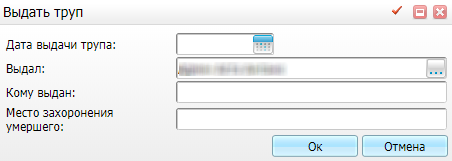 Выдать труп
Дата выдачи трупа:
Выдал:
Кому выдан:
Место захоронения
умершего:
Ок
Отмена